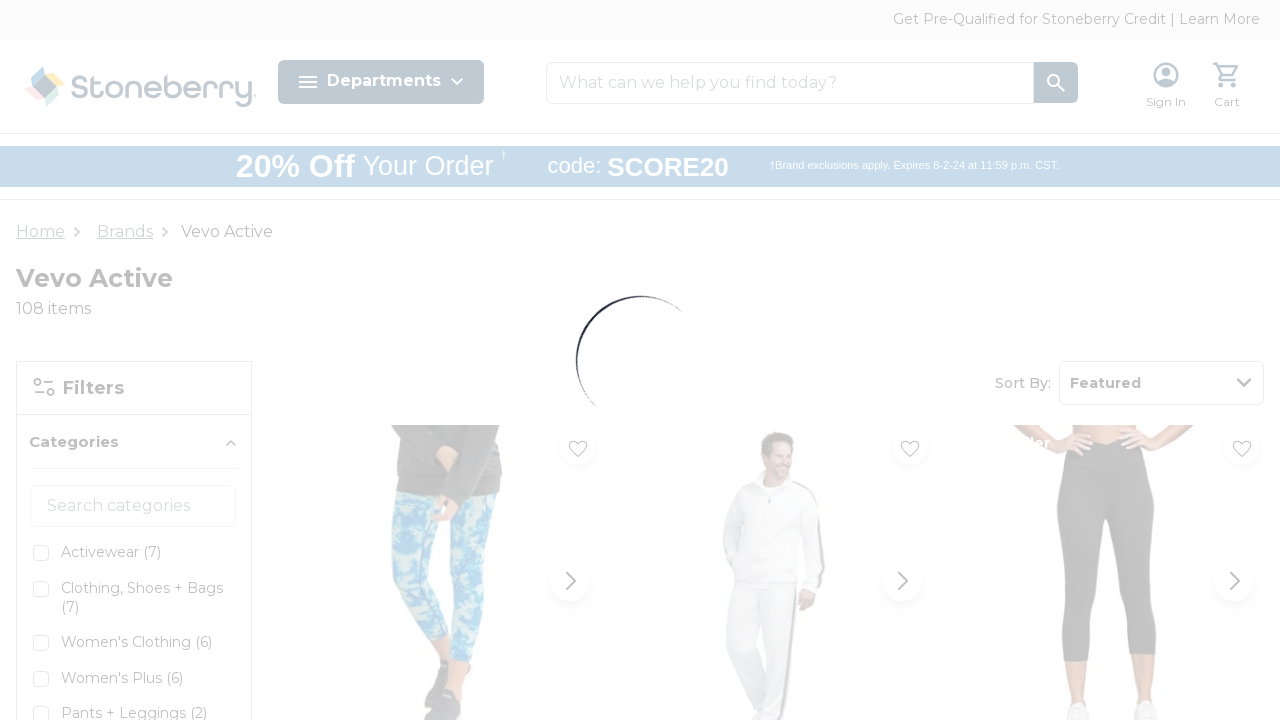 Get Pre-Qualified for Stoneberry Credit | Learn More
Stoneberry
Departments
What can we help you find today?
Sign In
Cart
20% Off Your Order † code: SCORE20 †Brand exclusions apply. Expires 8-2-24 at 11:59 p.m. CST.
Home
Brands
Vevo Active
Vevo Active
108 items
Filters
Sort By:
Featured
Categories
Search categories
Activewear (7)
Clothing, Shoes + Bags
(7)
Women's Clothing (6)
Women's Plus (6)
Pants + Leggings (2)